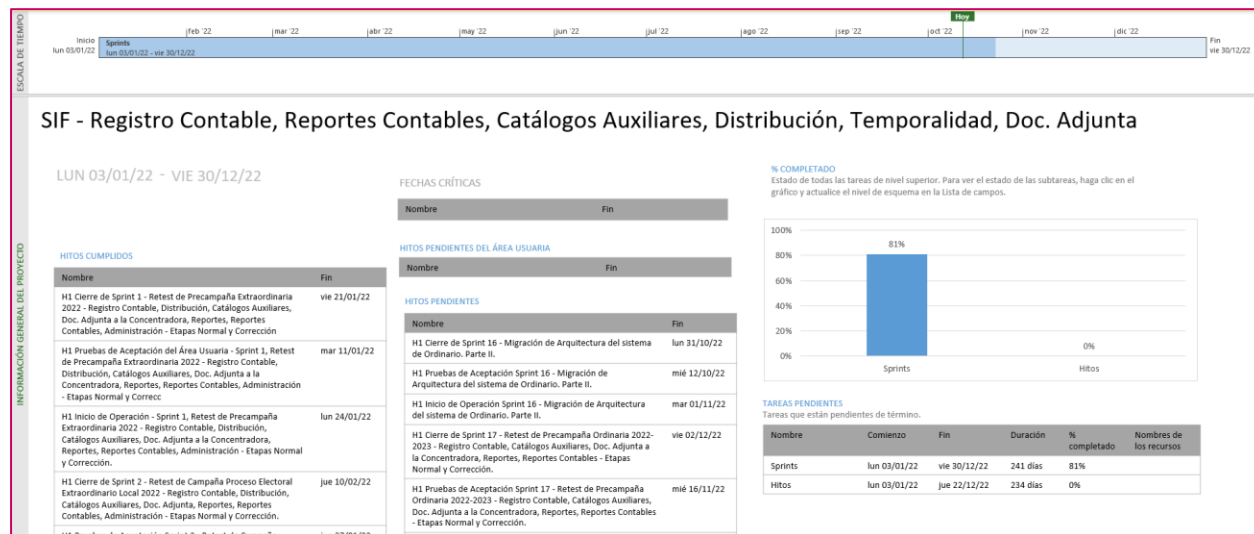 ESCALA DE TIEMPO
Hoy
feb '22 mar '22 abr '22 may '22 jun '22 jul '22 ago '22 sep '22 oct '22 nov '22 dic '22
Inicio
lun 03/01/22
Sprints
lun 03/01/22 - vie 30/12/22
Fin
vie 30/12/22
INFORMACIÓN GENERAL DEL PROYECTO
SIF - Registro Contable, Reportes Contables, Catálogos Auxiliares, Distribución, Temporalidad, Doc. Adjunta
LUN 03/01/22 - VIE 30/12/22
HITOS CUMPLIDOS
Nombre Fin
H1 Cierre de Sprint 1 - Retest de Precampaña Extraordinaria vie 21/01/22
2022 - Registro Contable, Distribución, Catálogos Auxiliares,
Doc. Adjunta a la Concentradora, Reportes, Reportes
Contables, Administración - Etapas Normal y Corrección
H1 Pruebas de Aceptación del Área Usuaria - Sprint 1, Retest mar 11/01/22
de Precampaña Extraordinaria 2022 - Registro Contable,
Distribución, Catálogos Auxiliares, Doc. Adjunta a la
Concentradora, Reportes, Reportes Contables, Administración
- Etapas Normal y Correcc
H1 Inicio de Operación - Sprint 1, Retest de Precampaña lun 24/01/22
Extraordinaria 2022 - Registro Contable, Distribución,
Catálogos Auxiliares, Doc. Adjunta a la Concentradora,
Reportes, Reportes Contables, Administración - Etapas Normal
y Corrección.
H1 Cierre de Sprint 2 - Retest de Campaña Proceso Electoral jue 10/02/22
Extraordinario Local 2022 - Registro Contable, Distribución,
Catálogos Auxiliares, Doc. Adjunta, Reportes, Reportes
Contables, Administración - Etapas Normal y Corrección.
FECHAS CRÍTICAS
Nombre Fin
HITOS PENDIENTES DEL ÁREA USUARIA
Nombre Fin
HITOS PENDIENTES
Nombre Fin
H1 Cierre de Sprint 16 - Migración de Arquitectura del sistema lun 31/10/22
de Ordinario. Parte II.
H1 Pruebas de Aceptación Sprint 16 - Migración de mié 12/10/22
Arquitectura del sistema de Ordinario. Parte II.
H1 Inicio de Operación Sprint 16 - Migración de Arquitectura mar 01/11/22
del sistema de Ordinario. Parte II.
H1 Cierre de Sprint 17 - Retest de Precampaña Ordinaria 2022- vie 02/12/22
2023 - Registro Contable, Catálogos Auxiliares, Doc. Adjunta a
la Concentradora, Reportes, Reportes Contables - Etapas
Normal y Corrección.
H1 Pruebas de Aceptación Sprint 17 - Retest de Precampaña mié 16/11/22
Ordinaria 2022-2023 - Registro Contable, Catálogos Auxiliares,
Doc. Adjunta a la Concentradora, Reportes, Reportes Contables
- Etapas Normal y Corrección.
% COMPLETADO
Estado de todas las tareas de nivel superior. Para ver el estado de las subtareas, haga clic en el
gráfico y actualice el nivel de esquema en la Lista de campos.
100%
80%
60%
40%
20%
0%
81%
0%
Sprints Hitos
TAREAS PENDIENTES
Tareas que están pendientes de término.
Nombre Comienzo Fin Duración % completado Nombres de los recursos
Sprints lun 03/01/22 vie 30/12/22 241 días 81%
Hitos lun 03/01/22 jue 22/12/22 234 días 0%